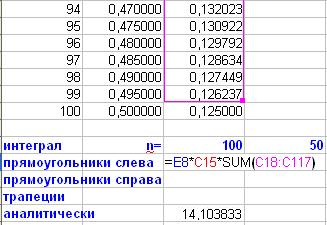 94 0,470000 0,132023
95 0,475000 0,130922
96 0,480000 0,129792
97 0,485000 0,128634
98 0,490000 0,127449
99 0,495000 0,126237
100 0,500000 0,125000
интеграл n= 100 50
прямоугольники слева =E8*C15*SUM(C18:C117)
прямоугольники справа
трапеции
аналитически 14,103833